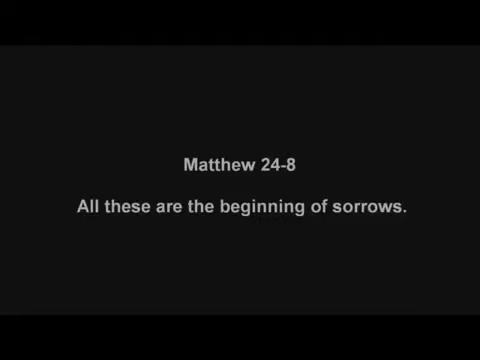 Matthew 24-8
All these are the beginning of sorrows.